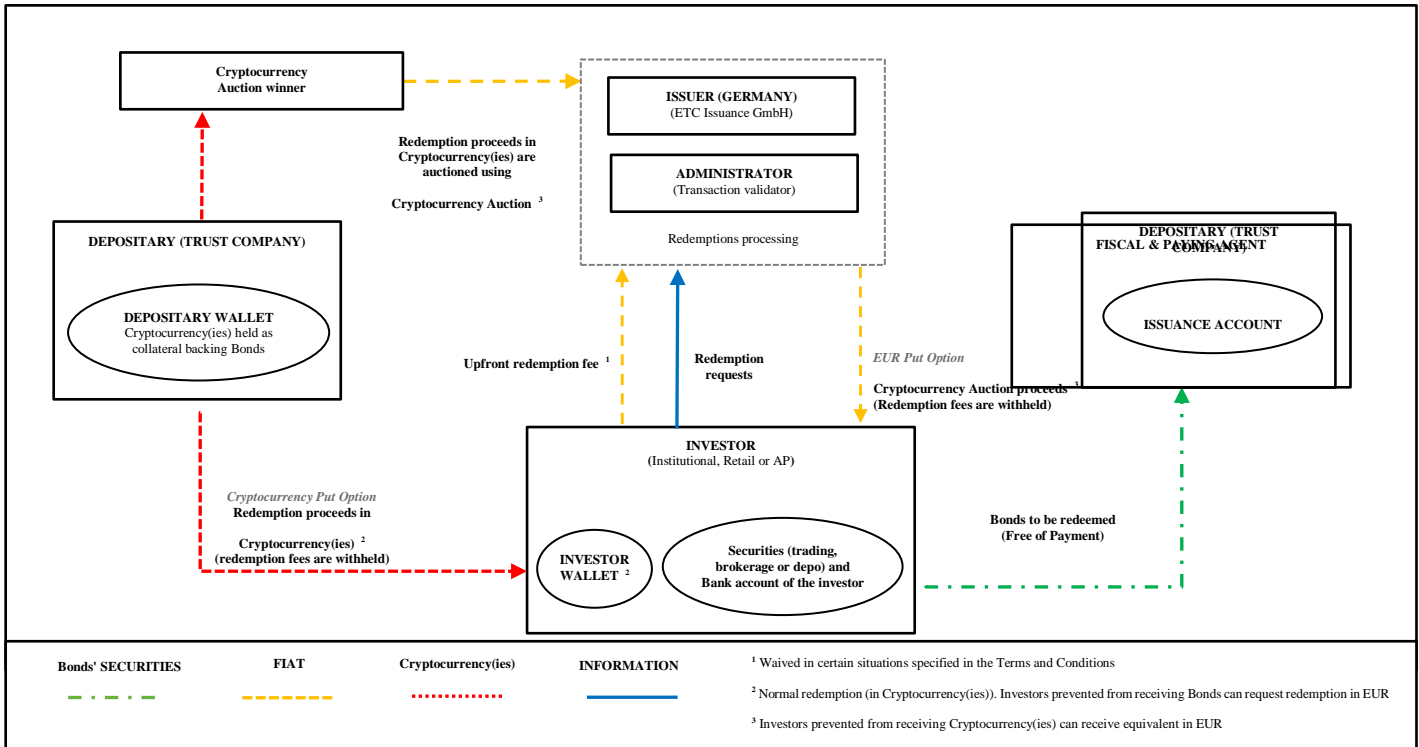 Cryptocurrency
Auction winner
ISSUER (GERMANY)
(ETC Issuance GmbH)
ADMINISTRATOR
(Transaction validator)
Redemptions processing
Redemption proceeds in
Cryptocurrency(ies) are
auctioned using
Cryptocurrency Auction 3
DEPOSITARY (TRUST COMPANY)
DEPOSITARY WALLET
Cryptocurrency(ies) held as
collateral backing Bonds
DEPOSITARY (TRUST
COMPANY)
FISCAL & PAYING AGENT
ISSUANCE ACCOUNT
Upfront redemption fee 1
Redemption
requests
EUR Put Option
Cryptocurrency Auction proceeds 3
(Redemption fees are withheld)
INVESTOR
(Institutional, Retail or AP)
INVESTOR
WALLET 2
Securities (trading,
brokerage or depo) and
Bank account of the investor
Cryptocurrency Put Option
Redemption proceeds in
Cryptocurrency(ies) 2
(redemption fees are withheld)
Bonds to be redeemed
(Free of Payment)
Bonds' SECURITIES
FIAT
Cryptocurrency(ies)
INFORMATION
1 Waived in certain situations specified in the Terms and Conditions
2 Normal redemption (in Cryptocurrency(ies)). Investors prevented from receiving Bonds can request redemption in EUR
3 Investors prevented from receiving Cryptocurrency(ies) can receive equivalent in EUR